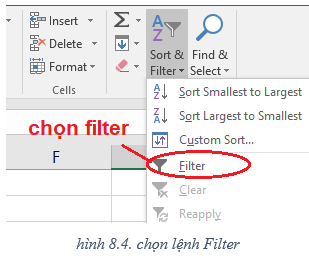 Insert
Delete
Format
Cells
Sort & Filter
Find & Select
Sort Smallest to Largest
Sort Largest to Smallest
Custom Sort...
Filter
Clear
Reapply
chọn filter
F
hình 8.4. chọn lệnh Filter